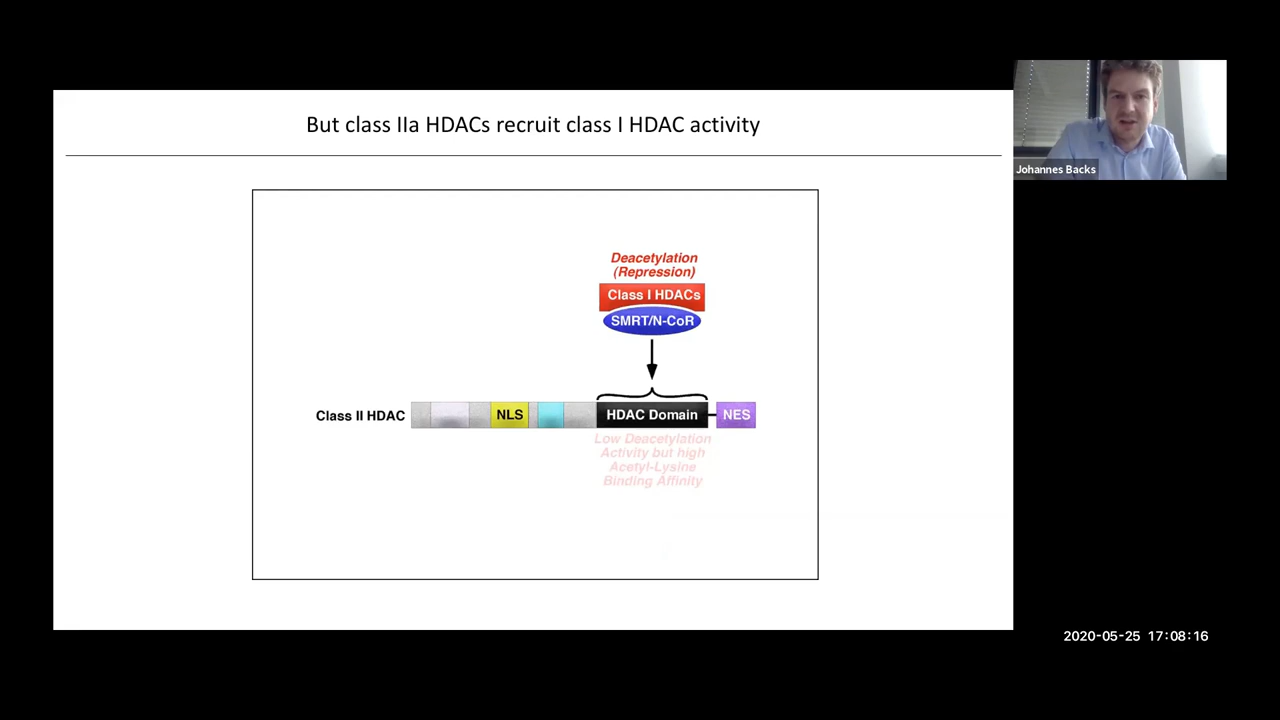 But class IIa HDACs recruit class I HDAC activity
Johannes Backs
Deacetylation
(Repression)
Class I HDACs
SMRT/N-CoR
Class II HDAC
NLS
HDAC Domain
NES
Low Deacetylation
Activity but high
Acetyl-Lysine
Binding Affinity
2020-05-25 17:08:16